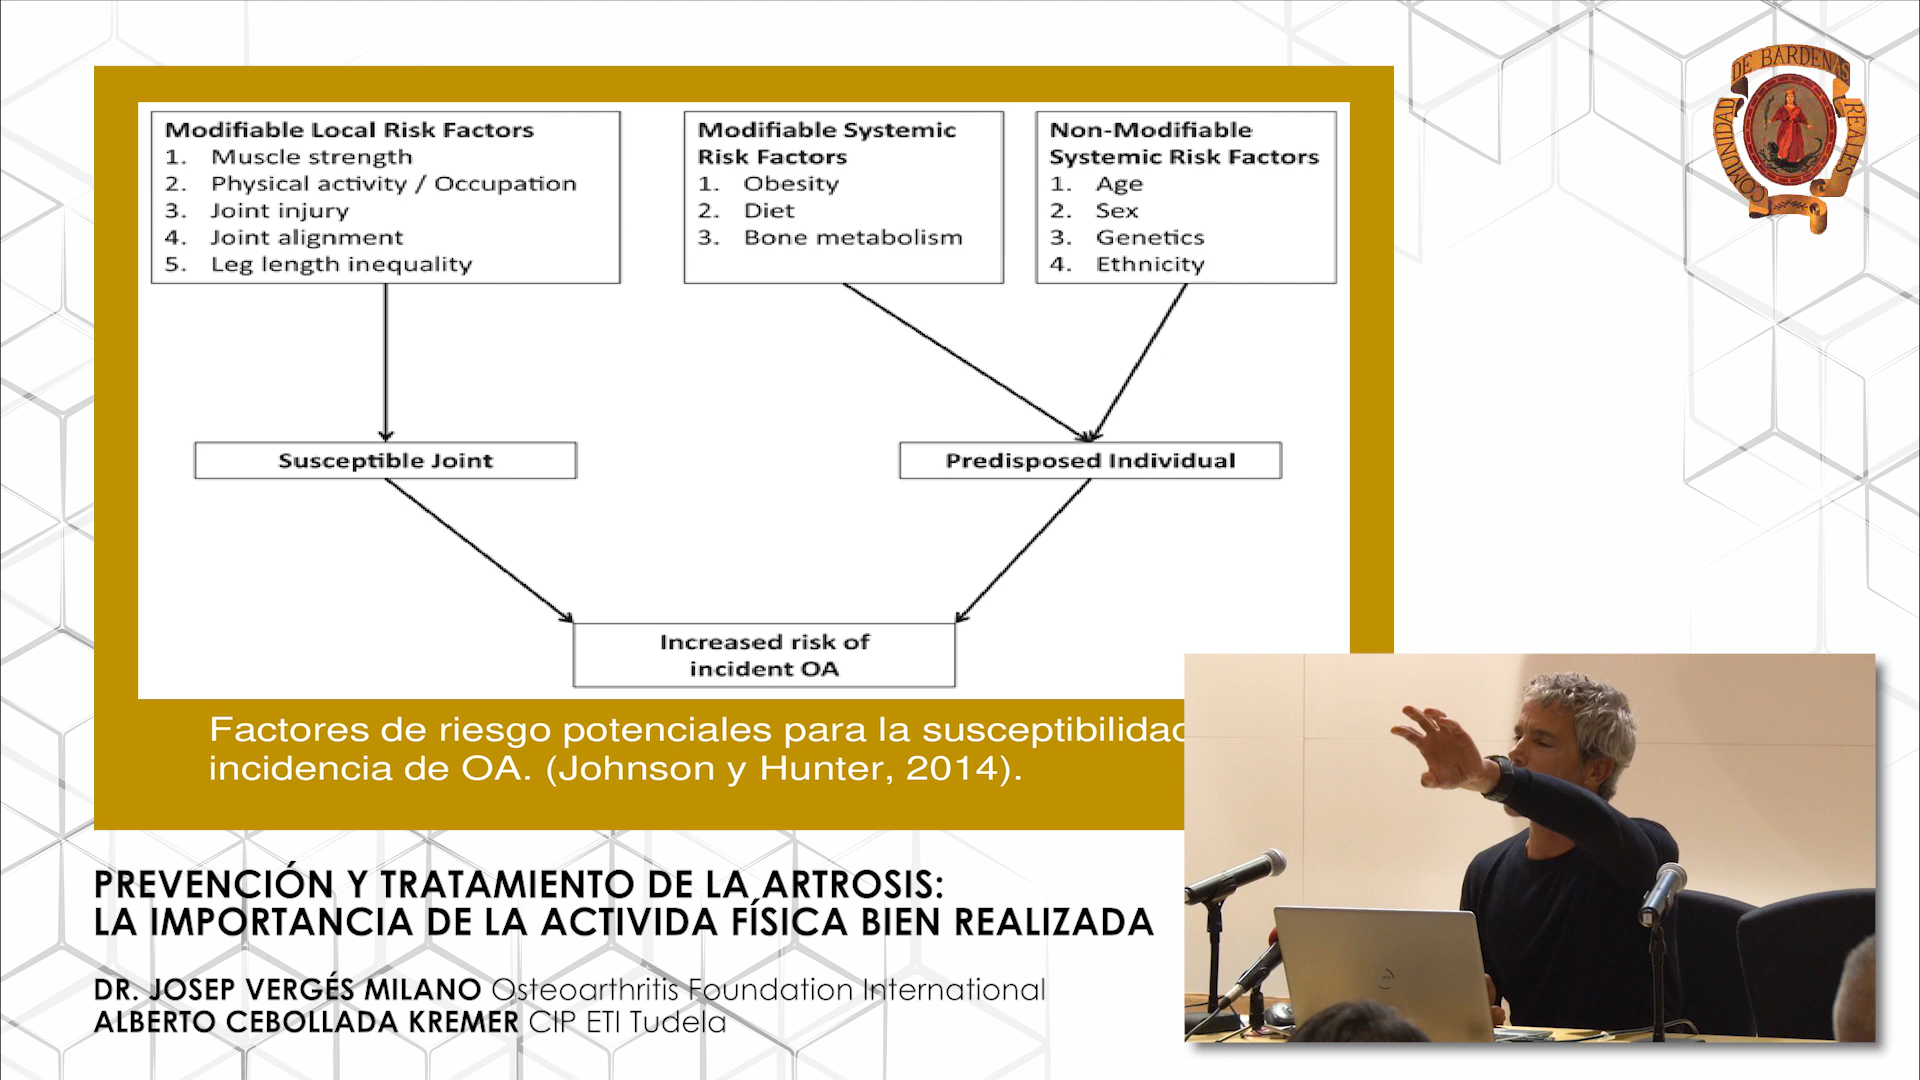 Modifiable Local Risk Factors
1. Muscle strength
2. Physical activity / Occupation
3. Joint injury
4. Joint alignment
5. Leg length inequality
Modifiable Systemic
Risk Factors
1. Obesity
2. Diet
3. Bone metabolism
Non-Modifiable
Systemic Risk Factors
1. Age
2. Sex
3. Genetics
4. Ethnicity
Susceptible Joint
Predisposed Individual
Increased risk of
incident OA
Factores de riesgo potenciales para la
incidencia de OA. (Johnson y Hunter, 2014).
COMUNIDAD DE BARDENAS REALES
PREVENCIÓN Y TRATAMIENTO DE LA ARTROSIS:
LA IMPORTANCIA DE LA ACTIVIDA FÍSICA BIEN REALIZADA
DR. JOSEP VERGÉS MILANO Osteoarthritis Foundation International
ALBERTO CEBOLLADA KREMER CIP ETI Tudela